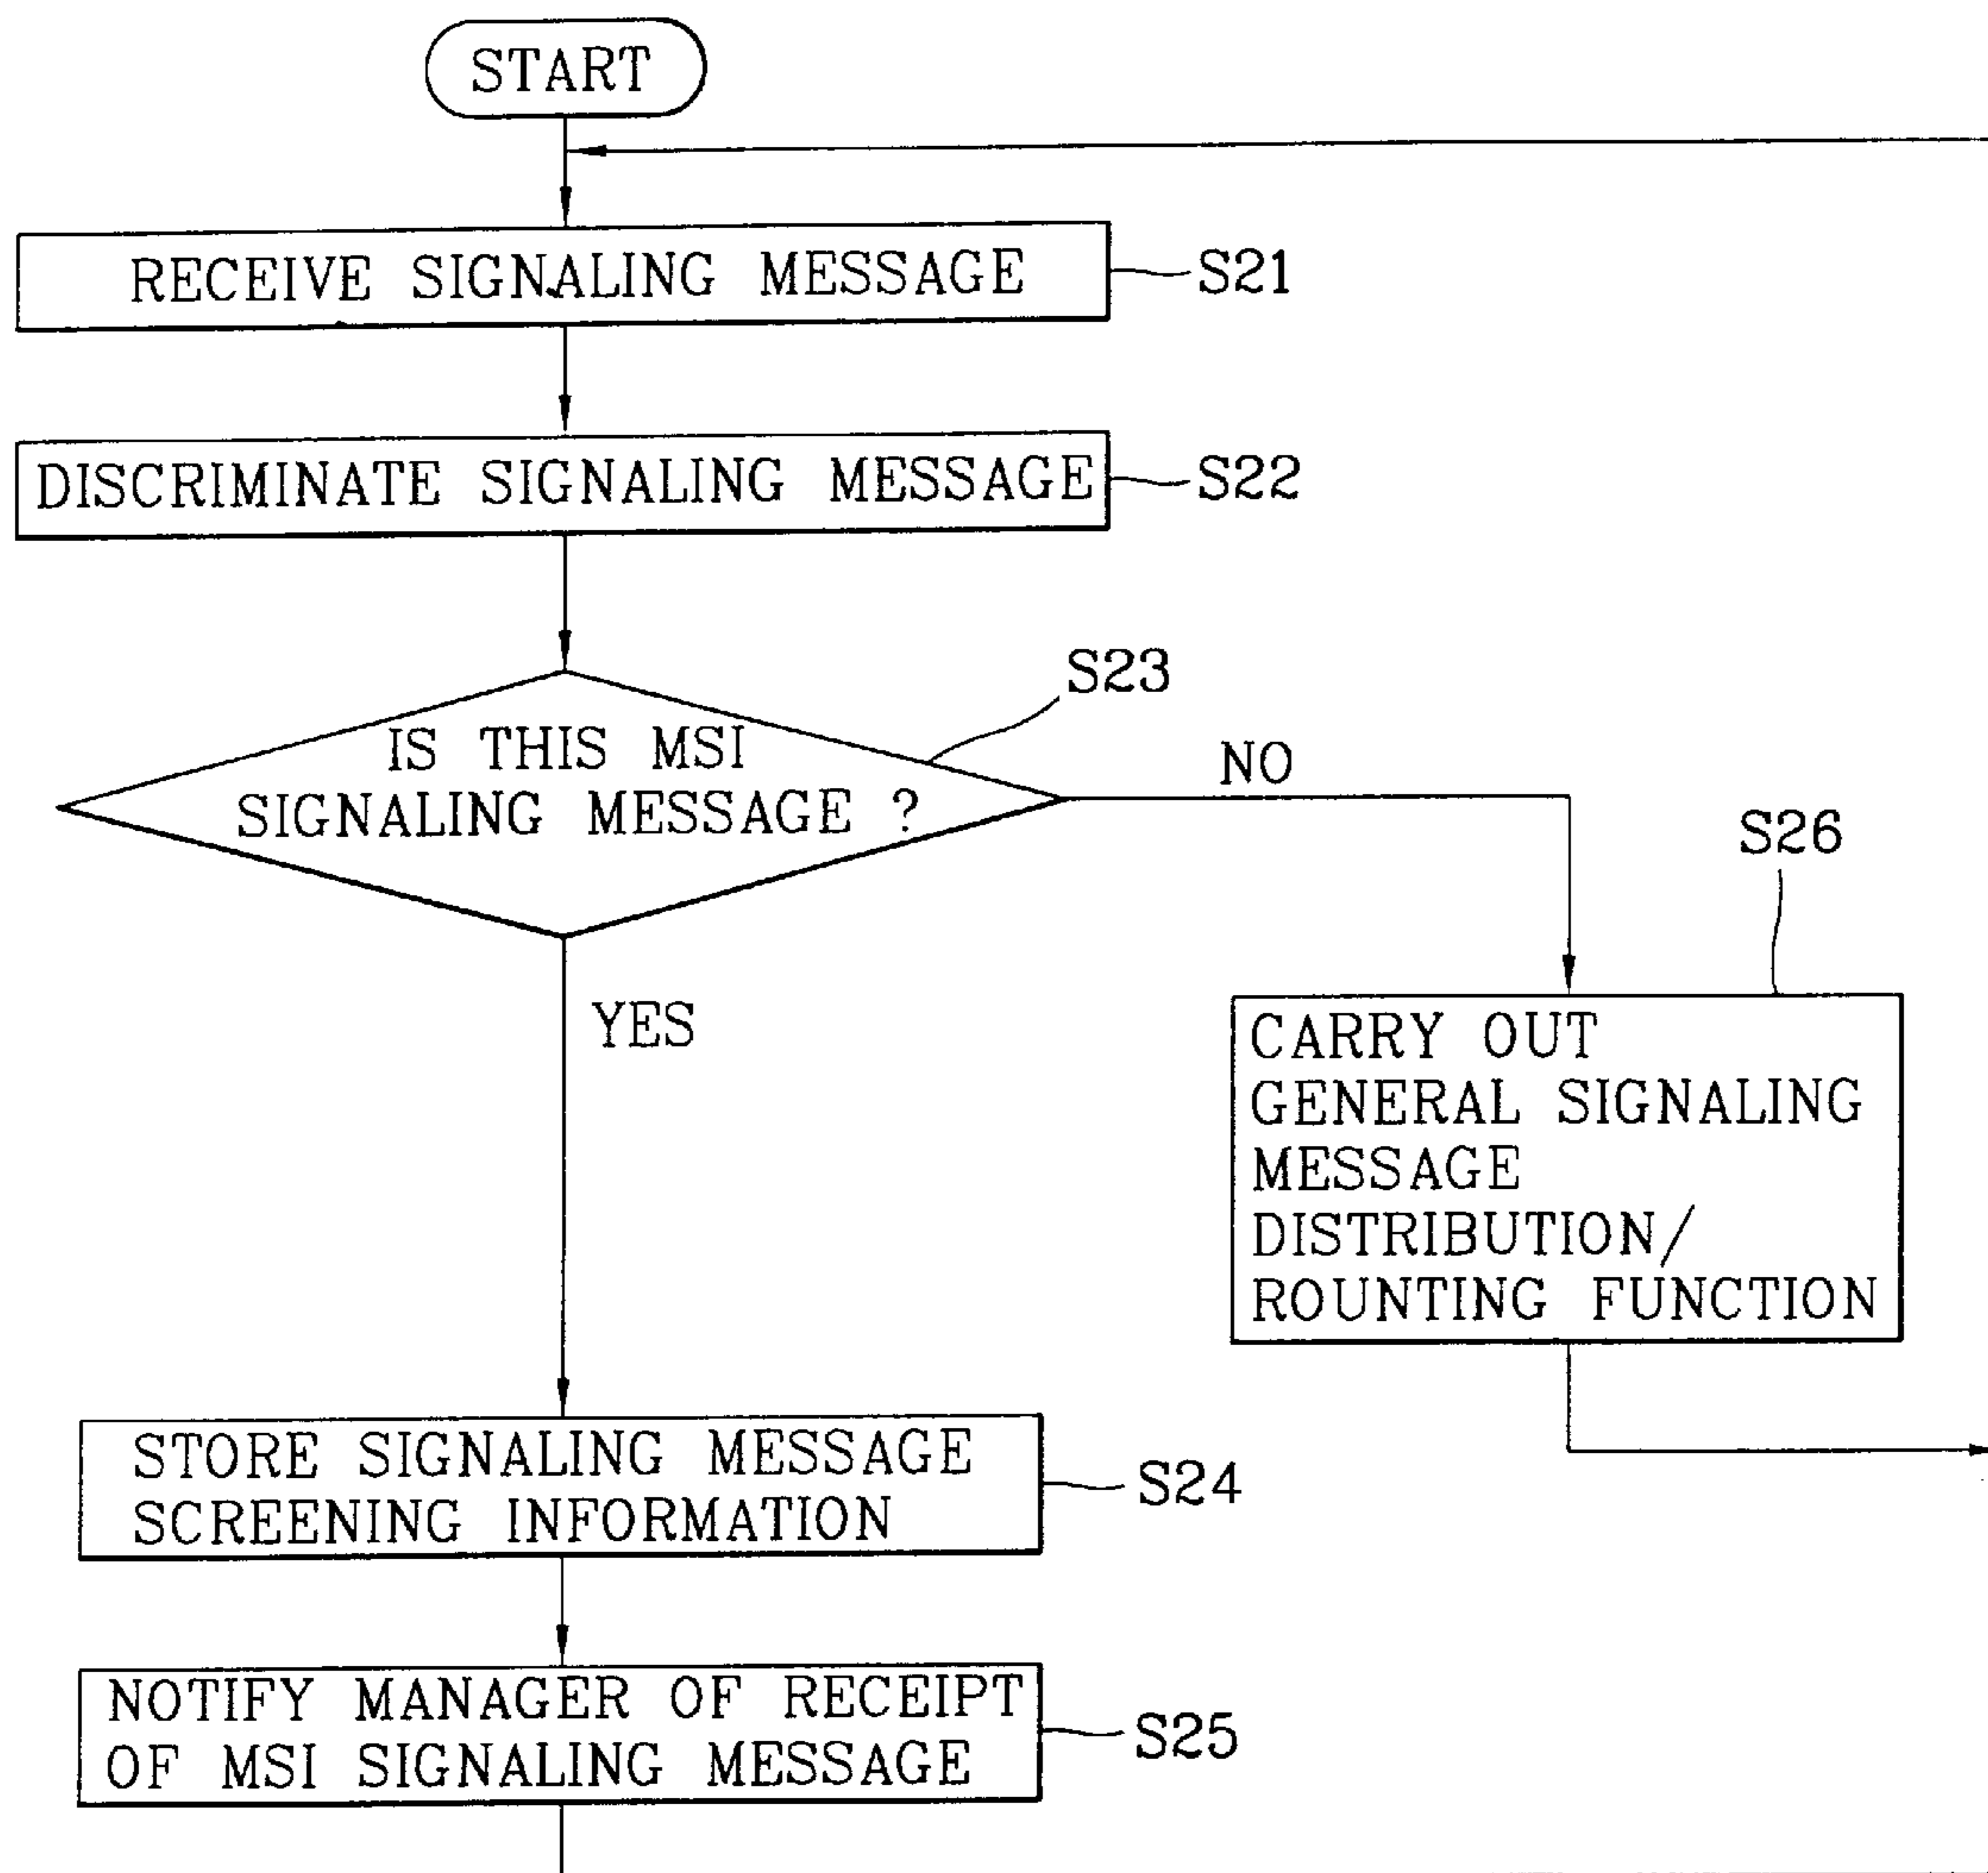 START
RECEIVE SIGNALING MESSAGE
S21
DISCRIMINATE SIGNALING MESSAGE
S22
S23
IS THIS MSI
SIGNALING MESSAGE ?
NO
YES
S26
CARRY OUT
GENERAL SIGNALING
MESSAGE
DISTRIBUTION/
ROUNTING FUNCTION
STORE SIGNALING MESSAGE
SCREENING INFORMATION
S24
NOTIFY MANAGER OF RECEIPT
OF MSI SIGNALING MESSAGE
S25